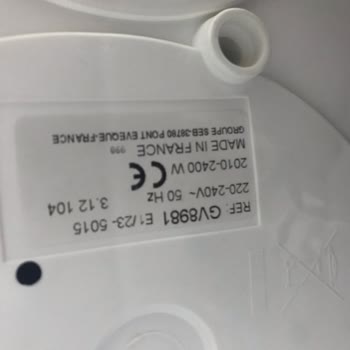 REF: GV8981 E1/23- 5015
220-240V~ 50 Hz 3.12 104
2010-2400 W CE
MADE IN FRANCE 998
GROUPE SEB-38780 PONT EVEQUE-FRANCE